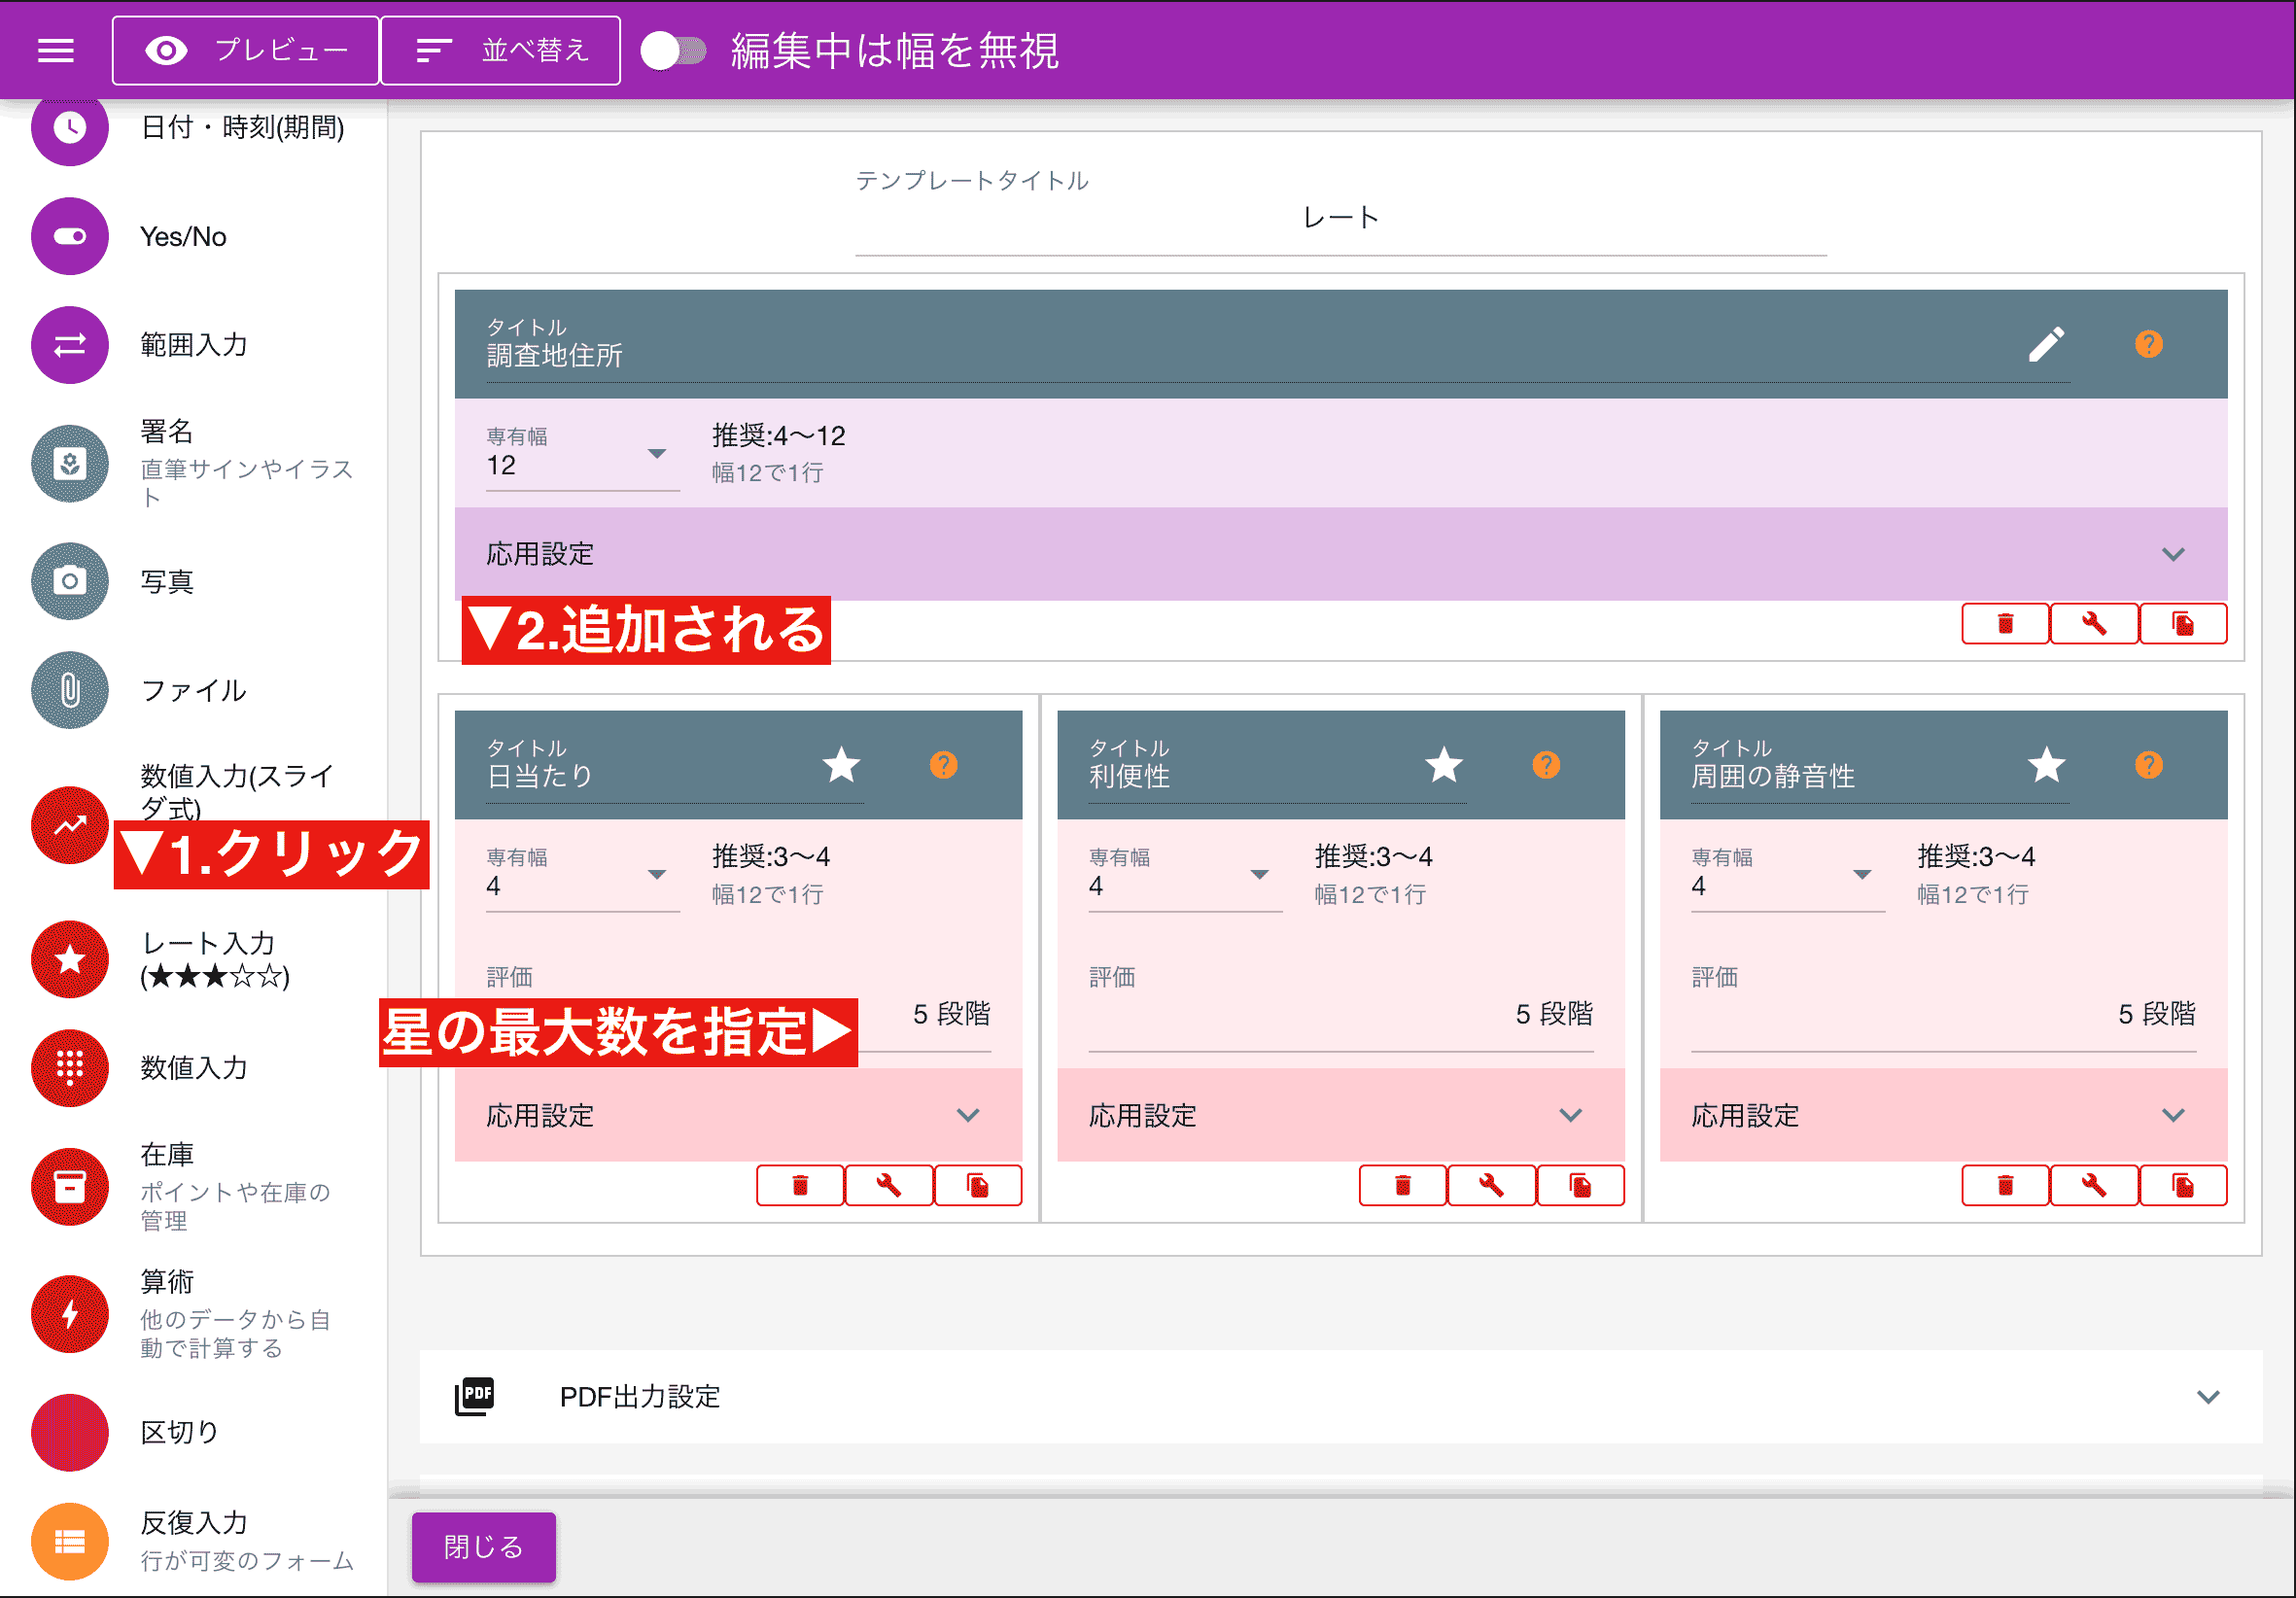 プレビュー
並べ替え
編集中は幅を無視
日付・時刻(期間)
Yes/No
範囲入力
署名
直筆サインやイラス
ト
写真
ファイル
数値入力(スライ
ダ式)
▼1.クリック
レート入力
(★★★☆☆)
数値入力
在庫
ポイントや在庫の
管理
算術
他のデータから自
動で計算する
区切り
反復入力
行が可変のフォーム
テンプレートタイトル
レート
タイトル
調査地住所
専有幅
12
推奨:4〜12
幅12で1行
応用設定
▼2.追加される
タイトル
日当たり
専有幅
4
推奨:3〜4
幅12で1行
評価
星の最大数を指定▶
5 段階
応用設定
タイトル
利便性
専有幅
4
推奨:3〜4
幅12で1行
評価
5 段階
応用設定
タイトル
周囲の静音性
専有幅
4
推奨:3〜4
幅12で1行
評価
5 段階
応用設定
PDF
PDF出力設定
閉じる